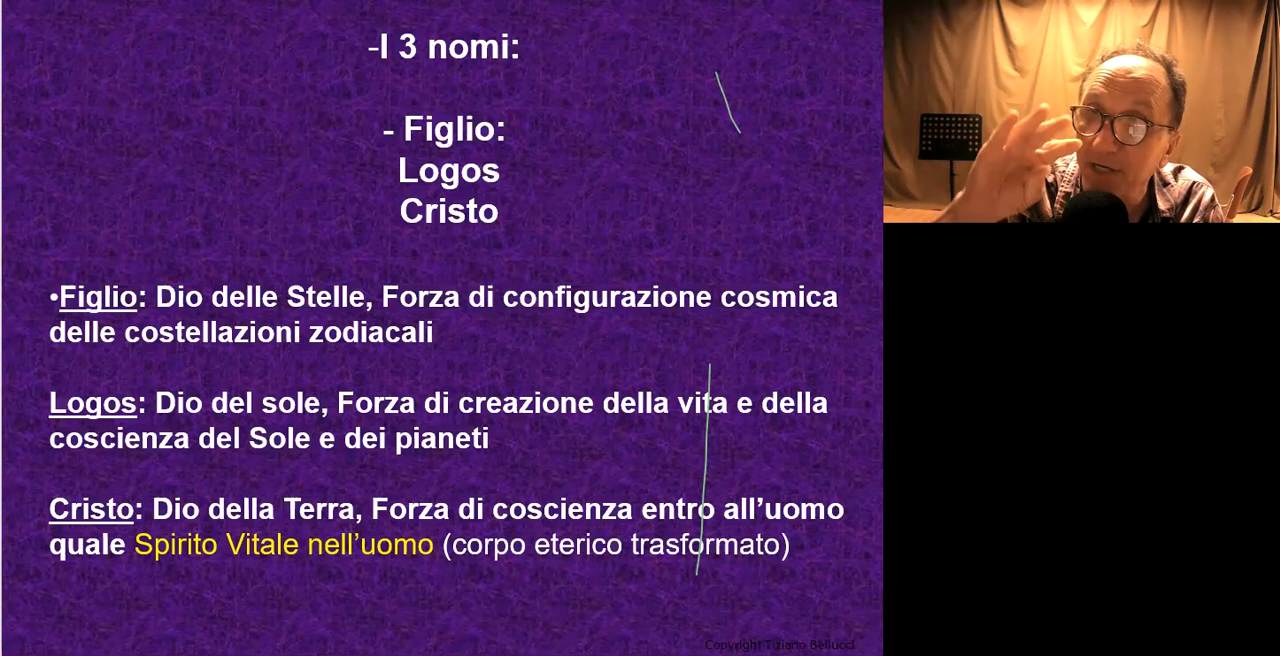 -I 3 nomi:
- Figlio:
Logos
Cristo
•Figlio: Dio delle Stelle, Forza di configurazione cosmica
delle costellazioni zodiacali
Logos: Dio del sole, Forza di creazione della vita e della
coscienza del Sole e dei pianeti
Cristo: Dio della Terra, Forza di coscienza entro all’uomo
quale Spirito Vitale nell’uomo (corpo eterico trasformato)
Copyright Tiziano Bellucci